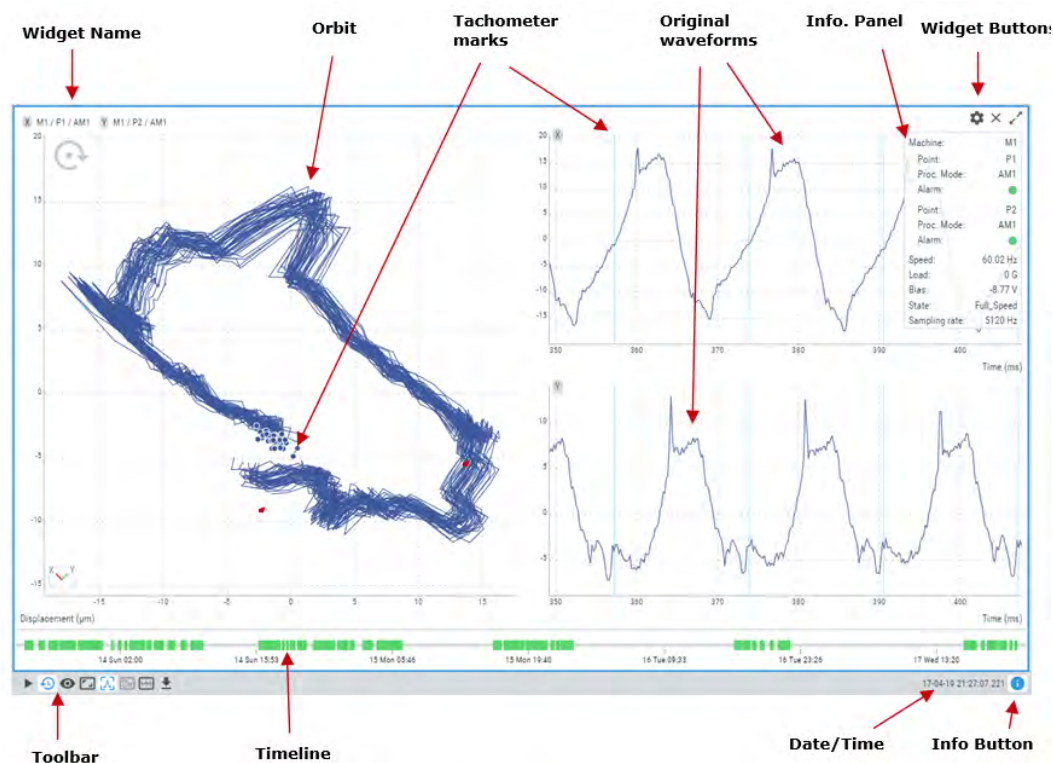 Widget Name
Orbit
Tachometer
marks
Original
waveforms
Info. Panel
Widget Buttons
X M1 / P1 / AM1 Y M1 / P2 / AM1
20
15
10
5
0
-5
-10
-15
-15
-10
-5
0
5
10
15
Displacement (µm)
X Y
X
20
15
10
5
0
-5
-10
-15
350
360
370
380
390
400
Time (ms)
Machine: M1
Point: P1
Proc. Mode: AM1
Alarm:
Point: P2
Proc. Mode: AM1
Alarm:
Speed: 60.02 Hz
Load: 0 G
Bias: -8.77 V
State: Full_Speed
Sampling rate: 5120 Hz
Y
10
5
0
-5
350
360
370
380
390
400
Time (ms)
14 Sun 02:00
14 Sun 15:53
15 Mon 05:46
15 Mon 19:40
16 Tue 09:33
16 Tue 23:26
17 Wed 13:20
17-04-19 21:27:07.221
Toolbar
Timeline
Date/Time
Info Button